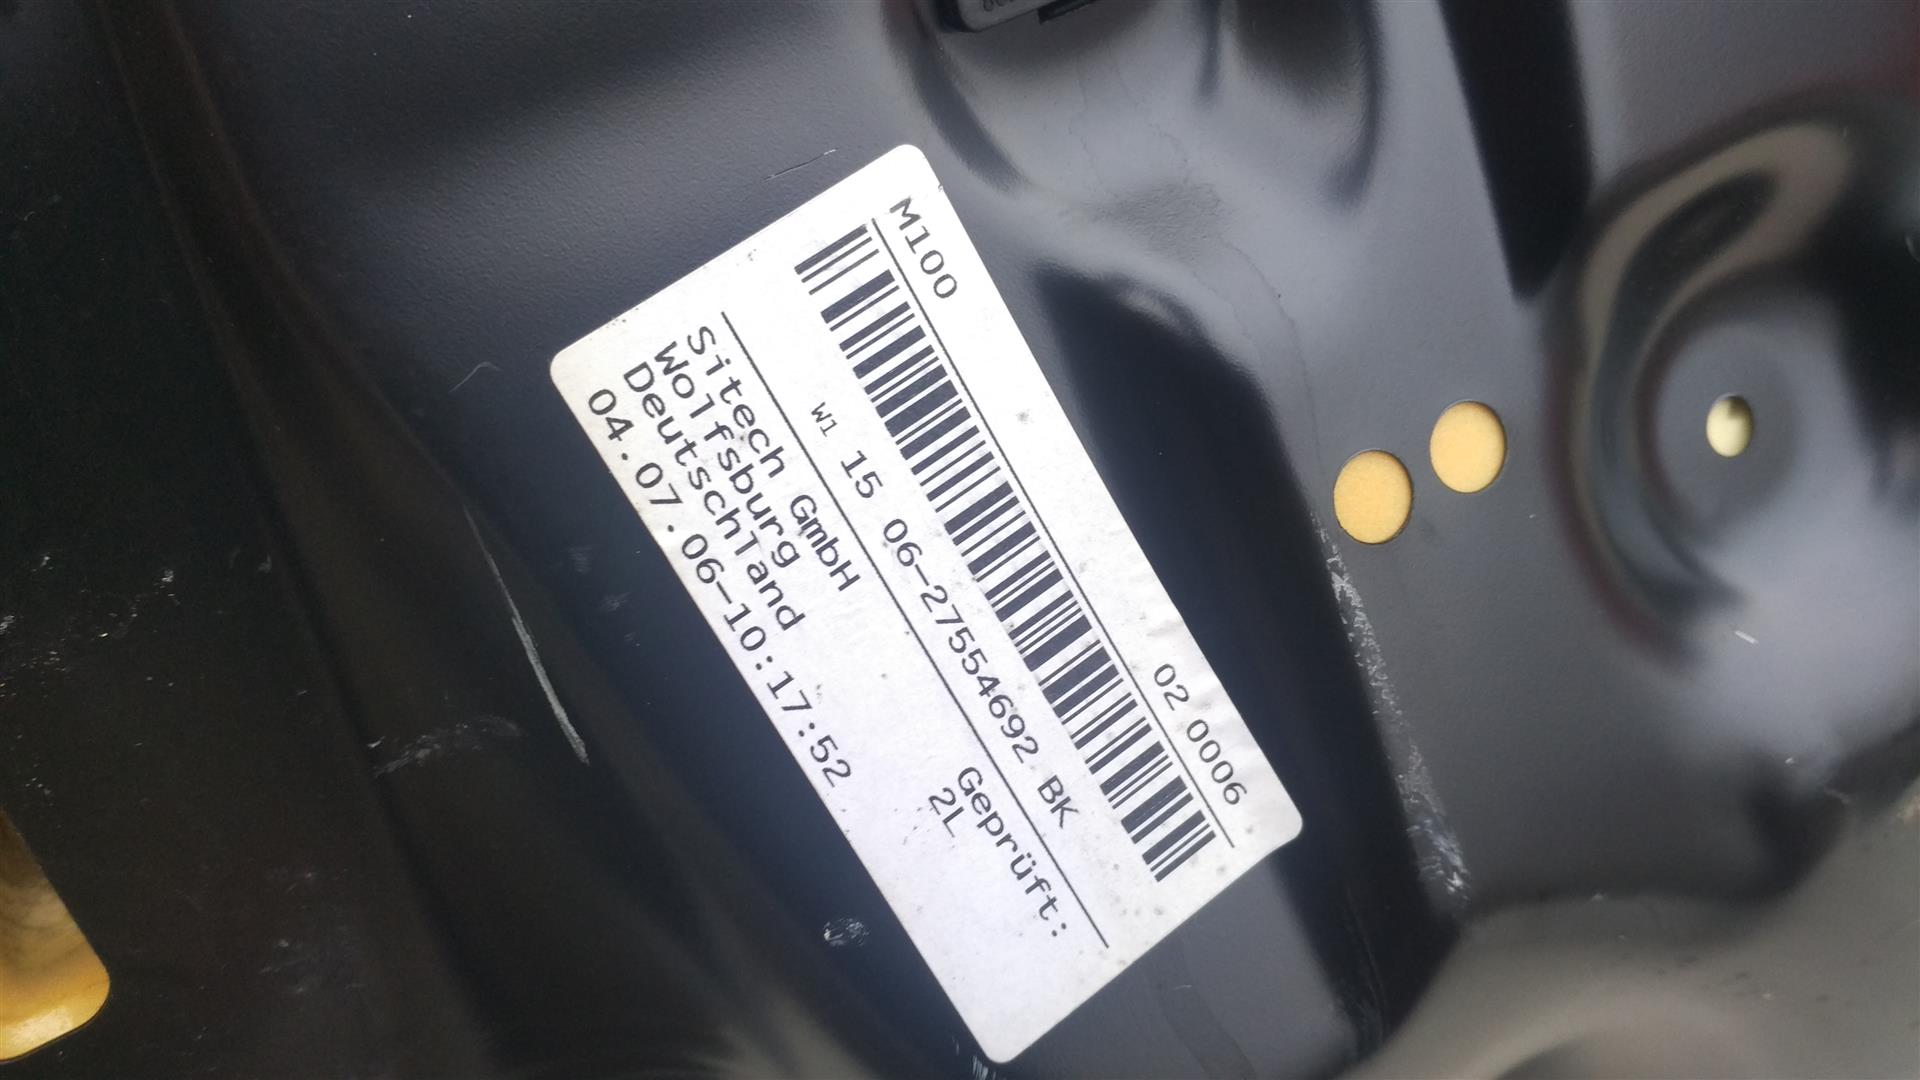 M100 02 0006
W1 15 06-27554692 BK
Sitech GmbH Geprüft:
Wolfsburg 2L
Deutschland
04.07.06-10:17:52